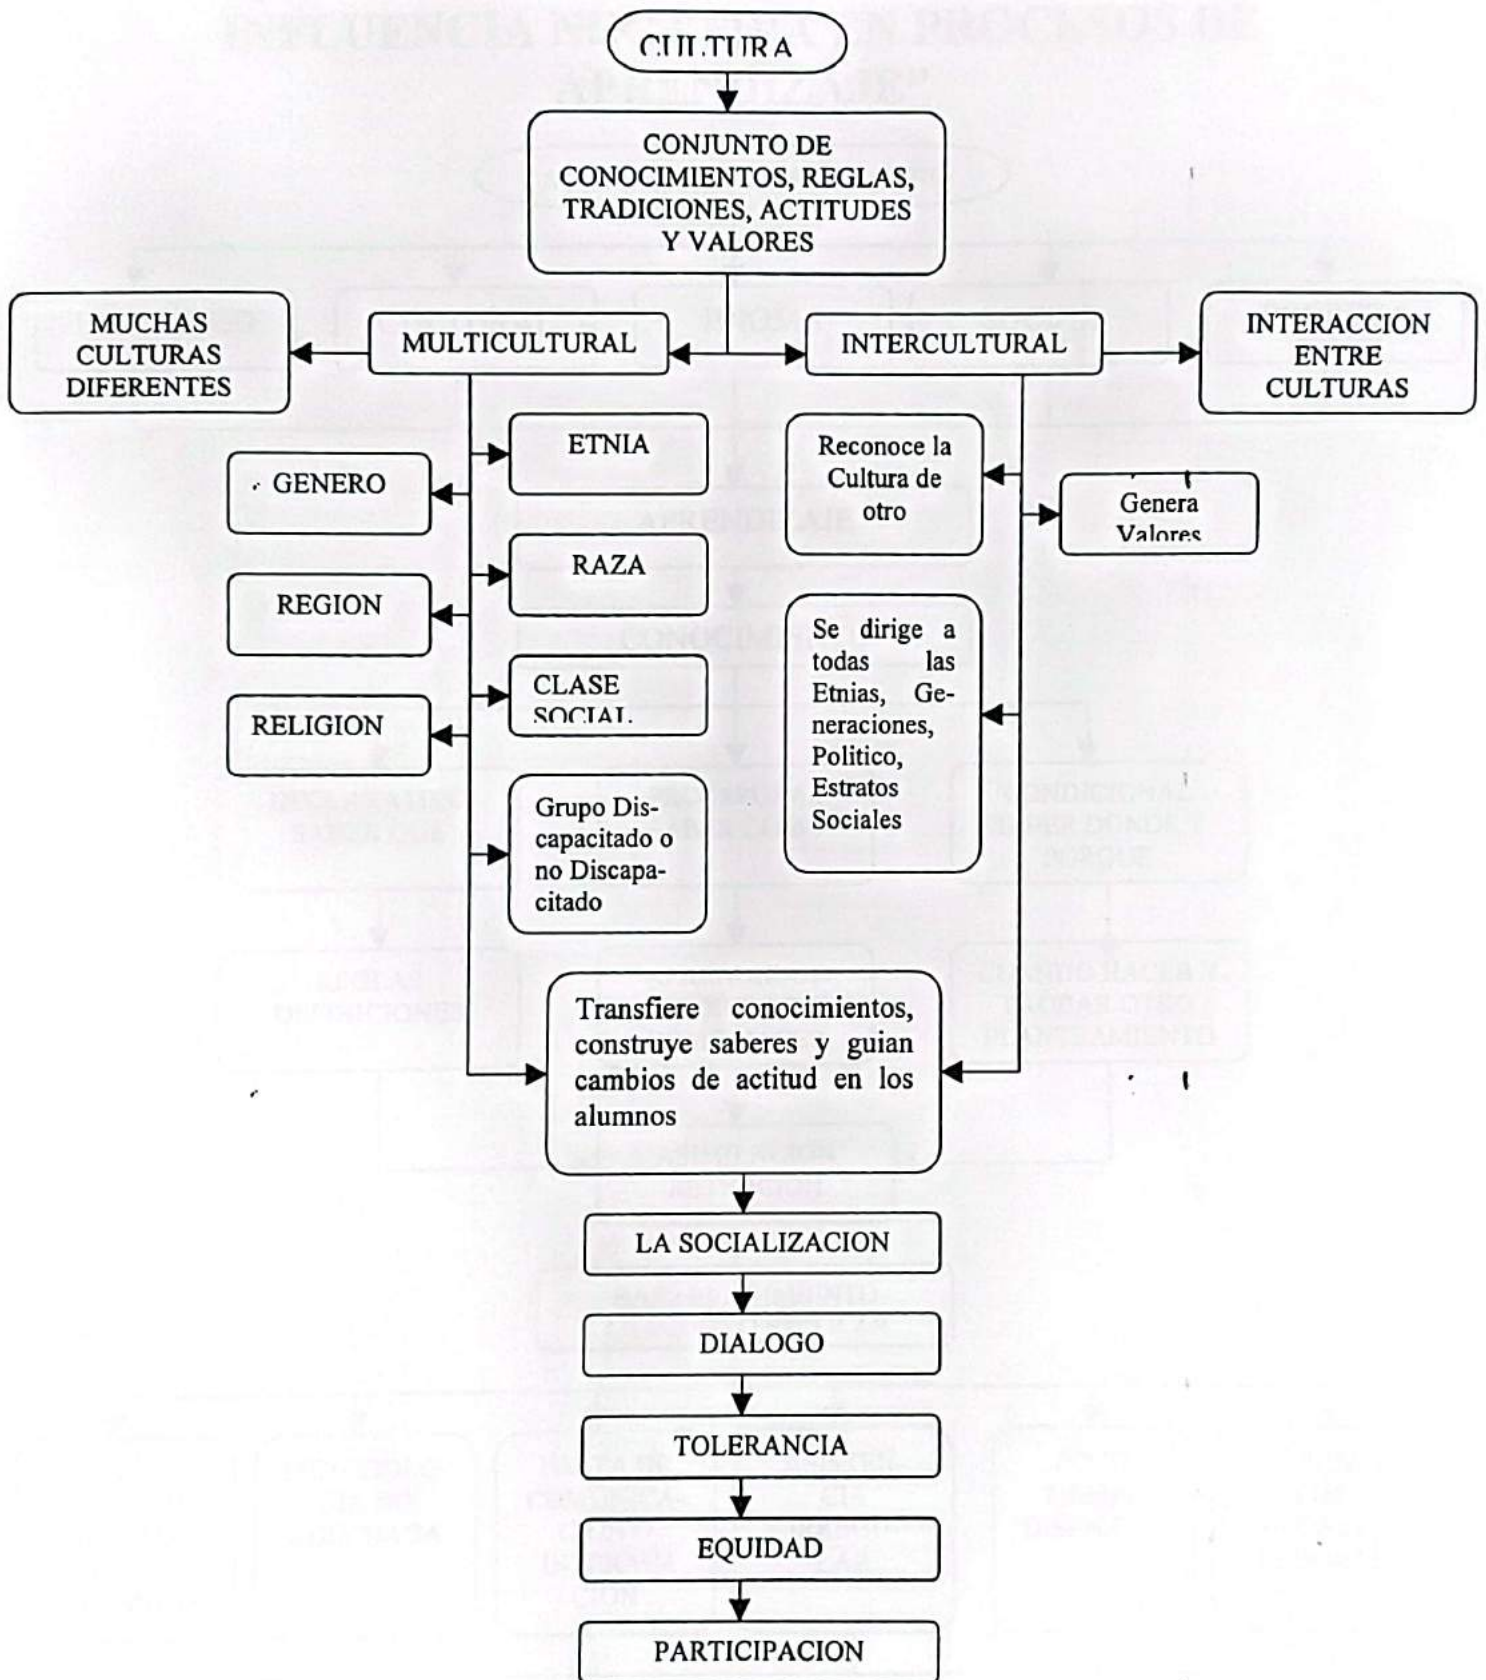 CULTURA
CONJUNTO DE
CONOCIMIENTOS, REGLAS,
TRADICIONES, ACTITUDES
Y VALORES
MUCHAS
CULTURAS
DIFERENTES
MULTICULTURAL
INTERCULTURAL
INTERACCION
ENTRE
CULTURAS
ETNIA
GENERO
RAZA
REGION
CLASE
SOCIAL
RELIGION
Grupo Dis-
capacitado o
no Discapa-
citado
Reconoce la
Cultura de
otro
Genera
Valores
Se dirige a
todas las
Etnias, Ge-
neraciones,
Politico,
Estratos
Sociales
Transfiere conocimientos,
construye saberes y guian
cambios de actitud en los
alumnos
LA SOCIALIZACION
DIALOGO
TOLERANCIA
EQUIDAD
PARTICIPACION